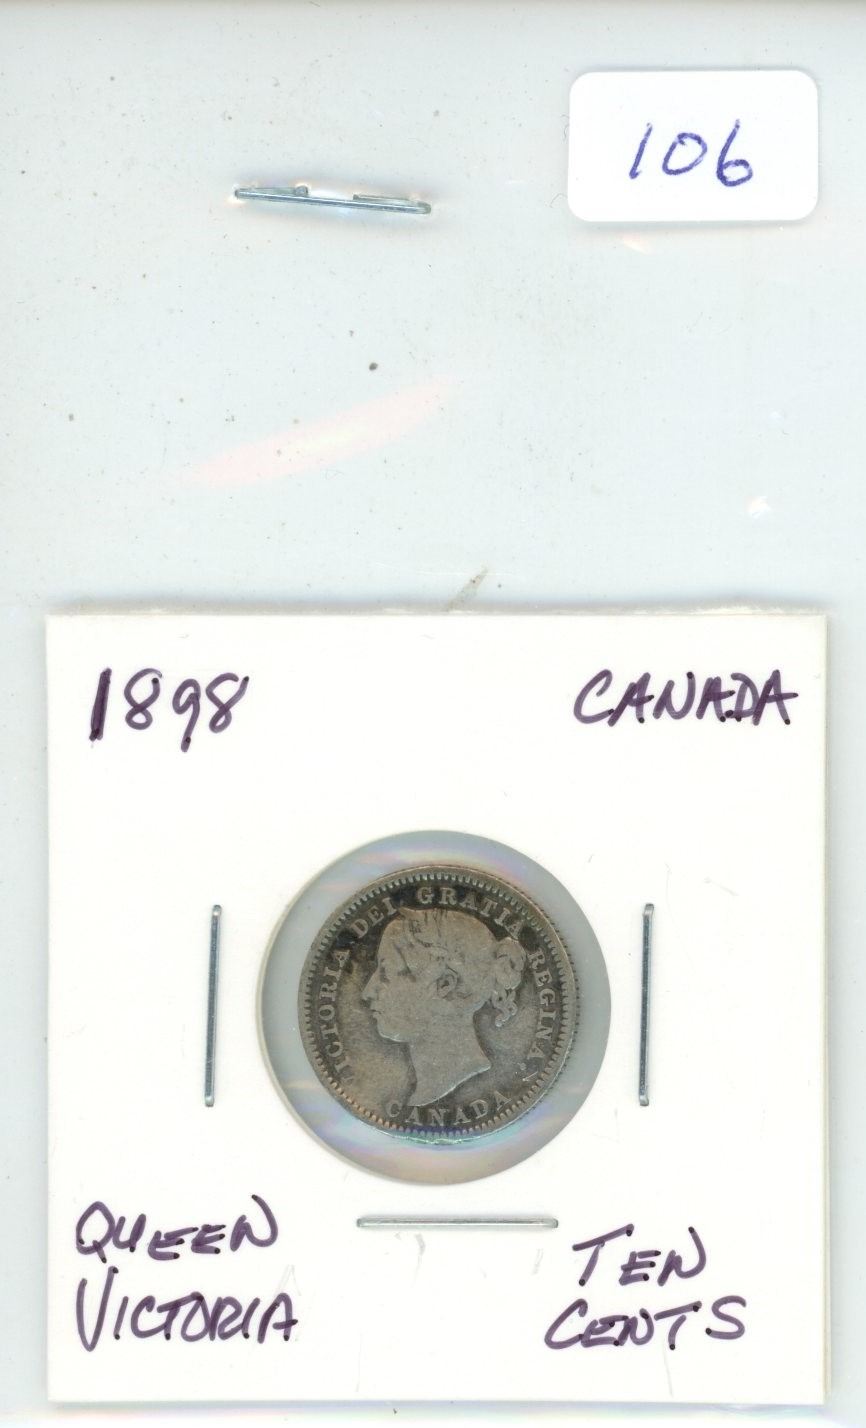 106
1898
CANADA
VICTORIA DEI GRATIA REGINA.
CANADA
QUEEN
VICTORIA
TEN
CENTS